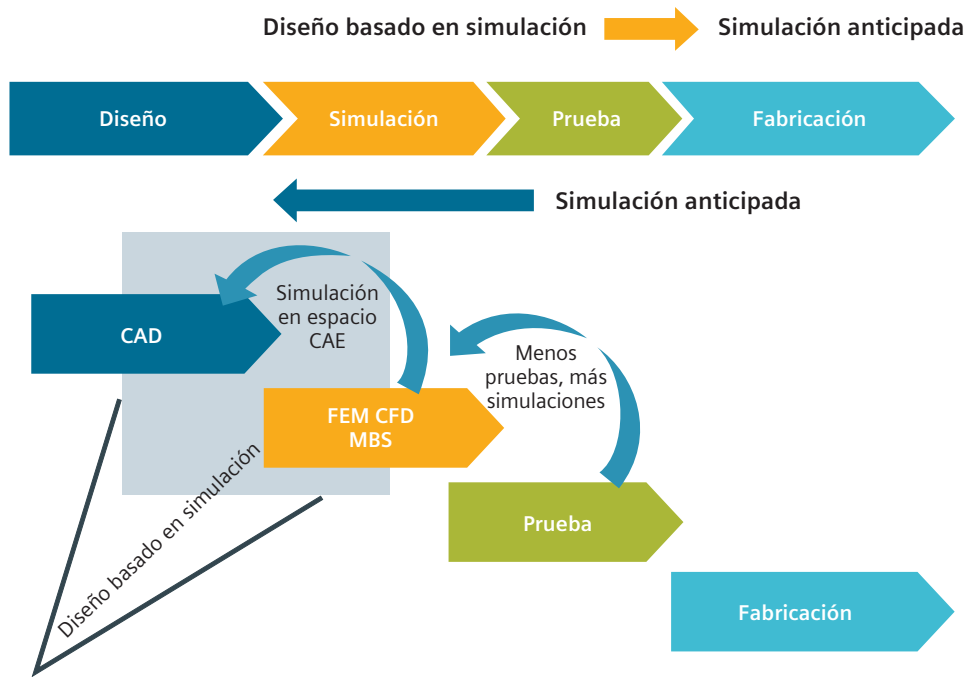 Diseño basado en simulación
Simulación anticipada
Diseño
Simulación
Prueba
Fabricación
Simulación anticipada
CAD
Simulación
en espacio
CAE
FEM CFD
MBS
Menos
pruebas, más
simulaciones
Diseño basado en simulación
Prueba
Fabricación